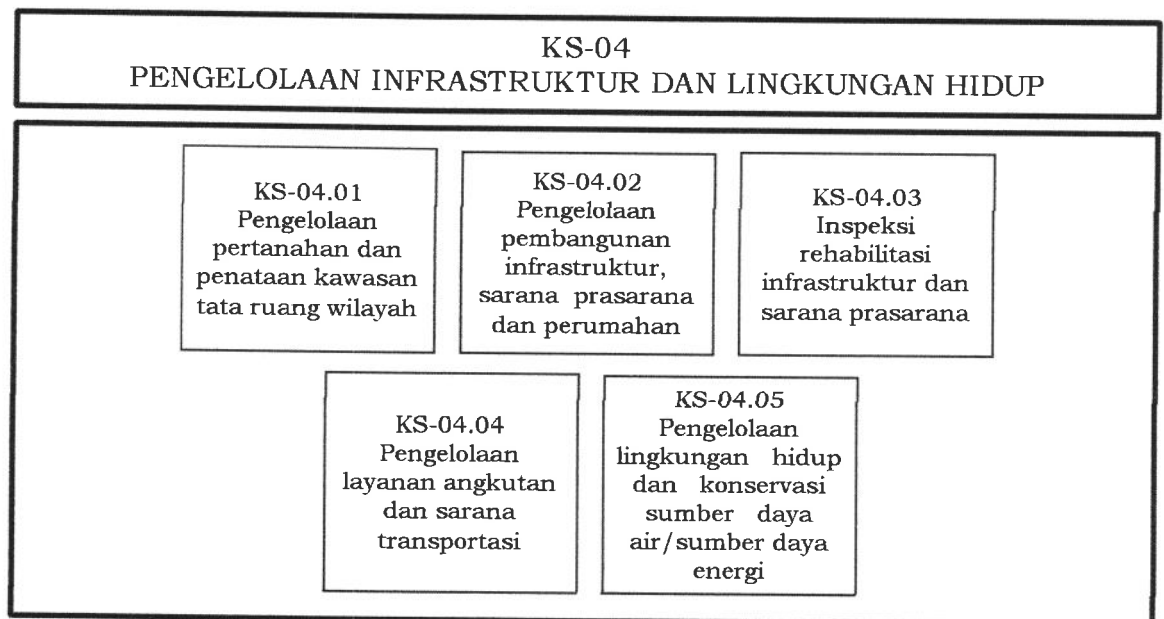 KS-04
PENGELOLAAN INFRASTRUKTUR DAN LINGKUNGAN HIDUP
KS-04.01
Pengelolaan
pertanahan dan
penataan kawasan
tata ruang wilayah
KS-04.02
Pengelolaan
pembangunan
infrastruktur,
sarana prasarana
dan perumahan
KS-04.03
Inspeksi
rehabilitasi
infrastruktur dan
sarana prasarana
KS-04.04
Pengelolaan
layanan angkutan
dan sarana
transportasi
KS-04.05
Pengelolaan
lingkungan hidup
dan konservasi
sumber daya
air/sumber daya
energi